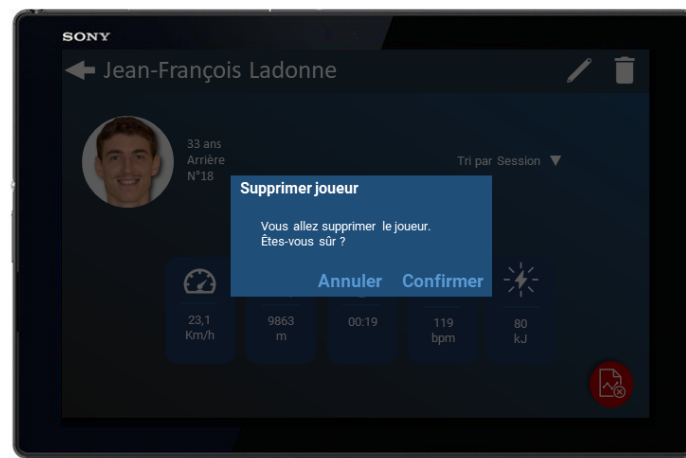 SONY
Jean-François Ladonne
33 ans
Arrière
N°18
Tri par Session ▼
Supprimer joueur
Vous allez supprimer le joueur.
Êtes-vous sûr ?
Annuler Confirmer
23,1 9863 00:19 119 80
Km/h m bpm kJ